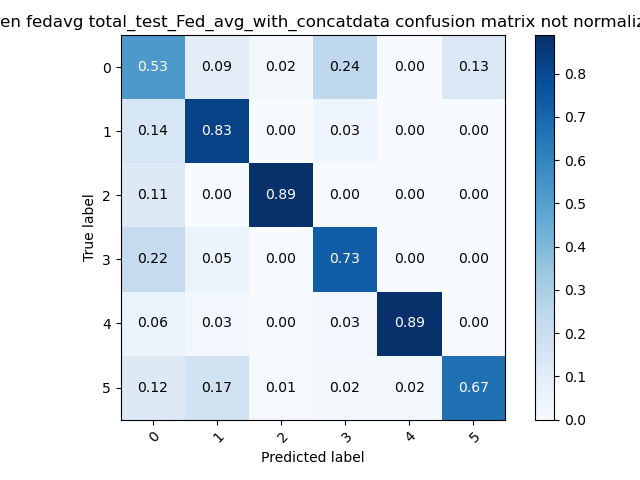 en fedavg total_test_Fed_avg_with_concatdata confusion matrix not normaliz
0 0.53 0.09 0.02 0.24 0.00 0.13
1 0.14 0.83 0.00 0.03 0.00 0.00
2 0.11 0.00 0.89 0.00 0.00 0.00
3 0.22 0.05 0.00 0.73 0.00 0.00
4 0.06 0.03 0.00 0.03 0.89 0.00
5 0.12 0.17 0.01 0.02 0.02 0.67
0 1 2 3 4 5
True label
Predicted label
0.8
0.7
0.6
0.5
0.4
0.3
0.2
0.1
0.0